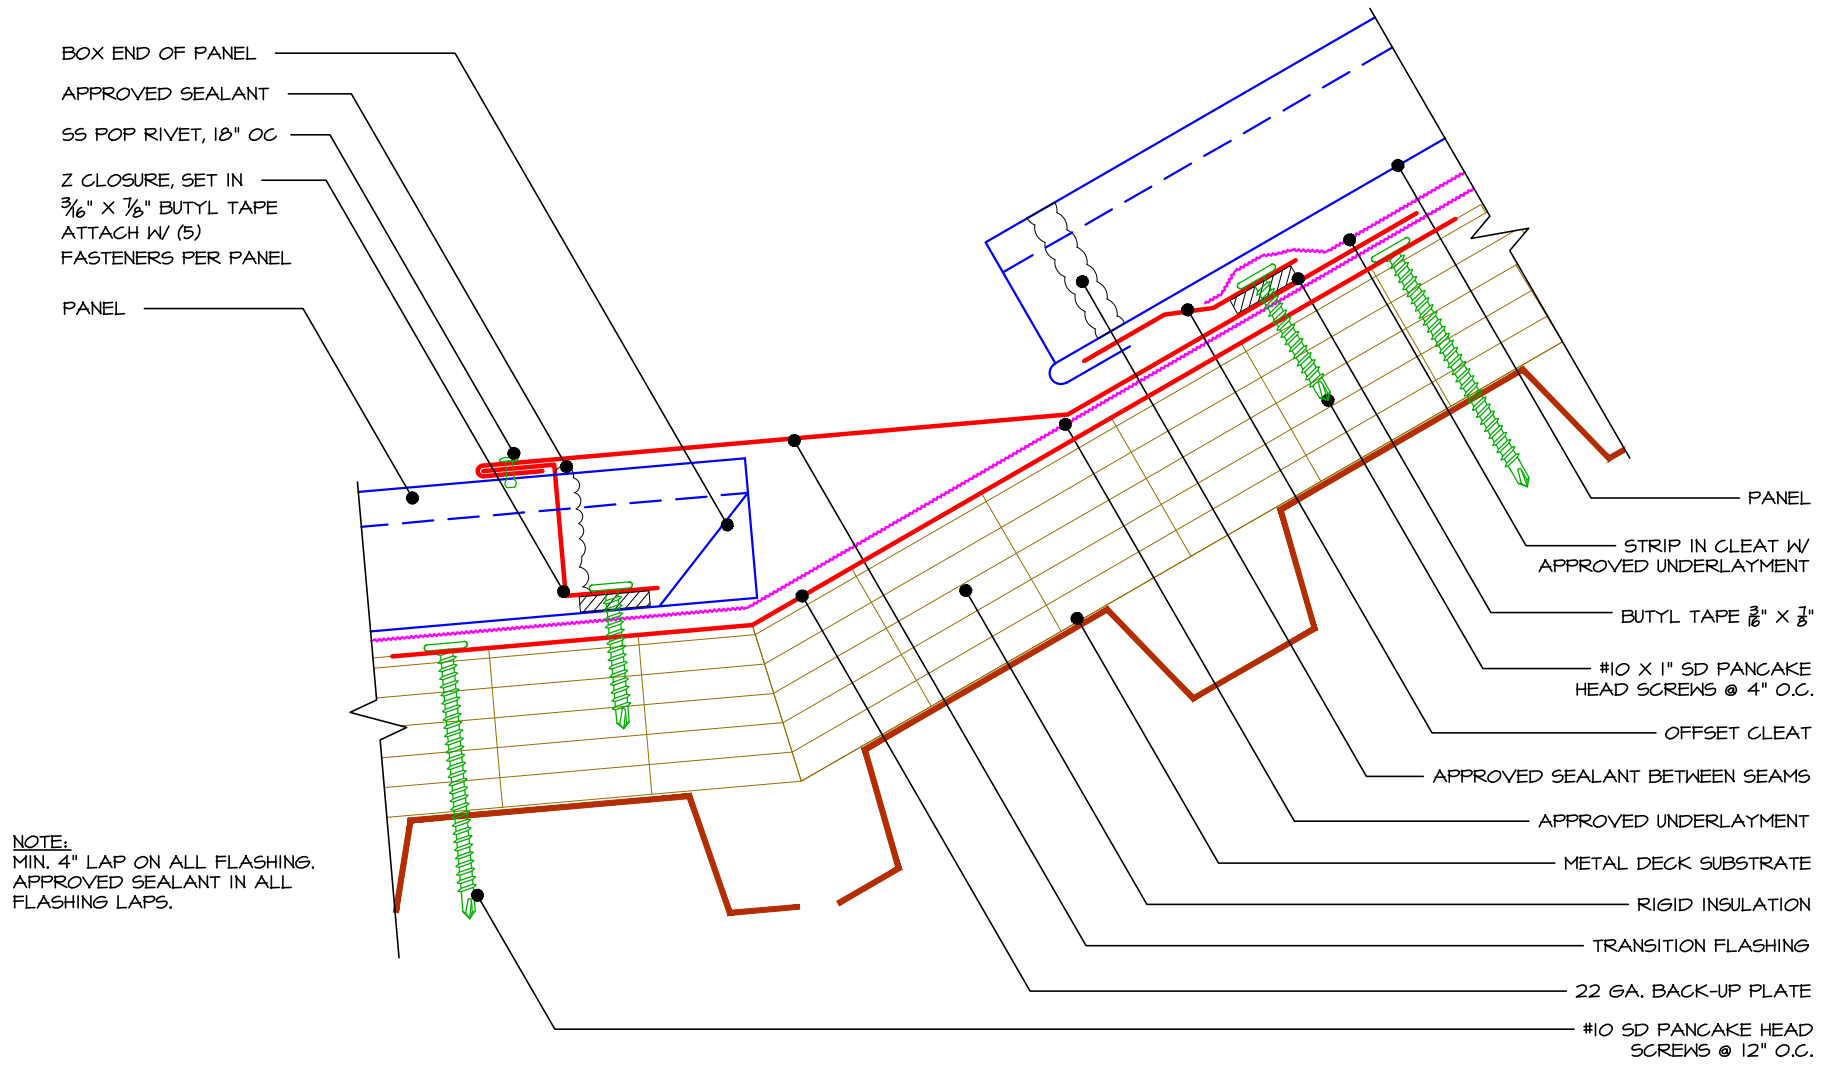 BOX END OF PANEL
APPROVED SEALANT
SS POP RIVET, 18" OC
Z CLOSURE, SET IN
3/16" X 7/8" BUTYL TAPE
ATTACH W/ (5)
FASTENERS PER PANEL
PANEL
NOTE:
MIN. 4" LAP ON ALL FLASHING.
APPROVED SEALANT IN ALL
FLASHING LAPS.
PANEL
STRIP IN CLEAT W/
APPROVED UNDERLAYMENT
BUTYL TAPE X
#10 X 1" SD PANCAKE
HEAD SCREWS @ 4" O.C.
OFFSET CLEAT
APPROVED SEALANT BETWEEN SEAMS
APPROVED UNDERLAYMENT
METAL DECK SUBSTRATE
RIGID INSULATION
TRANSITION FLASHING
22 GA. BACK-UP PLATE
#10 SD PANCAKE HEAD
SCREWS @ 12" O.C.